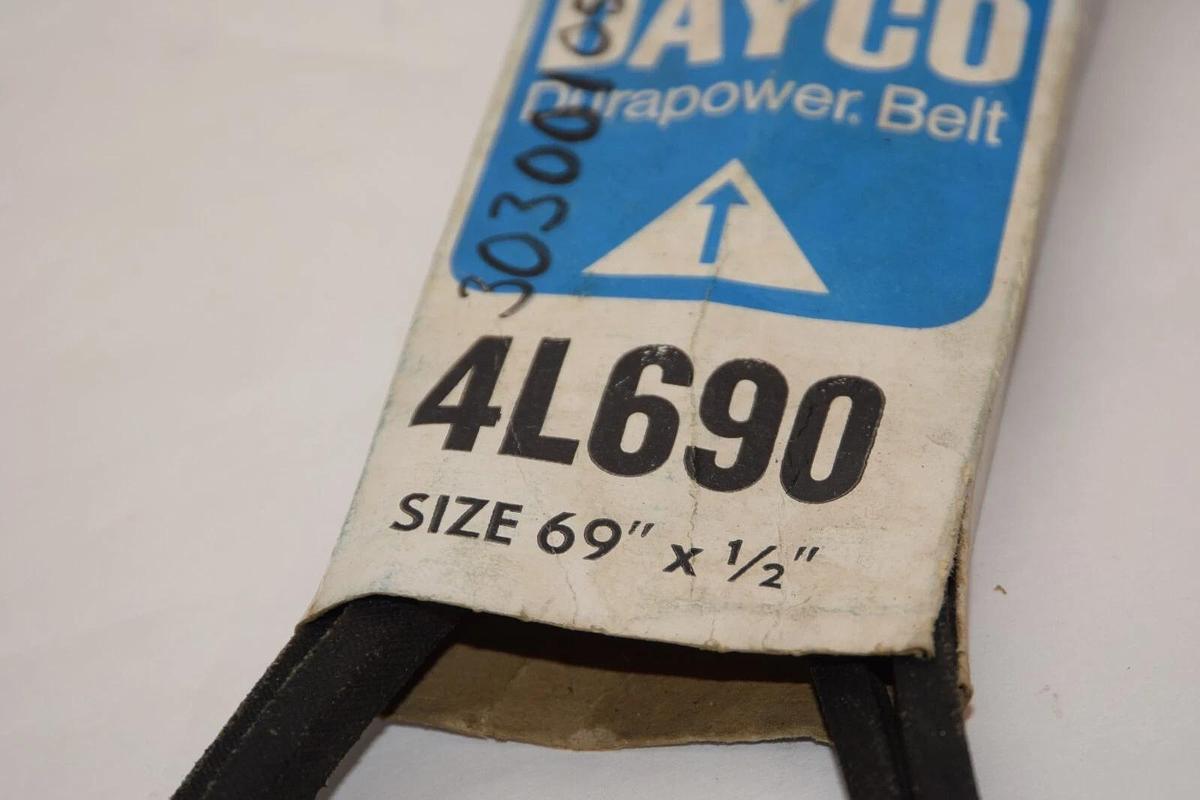 DAYCO
Durapower. Belt
4L690
SIZE 69" x 1/2"